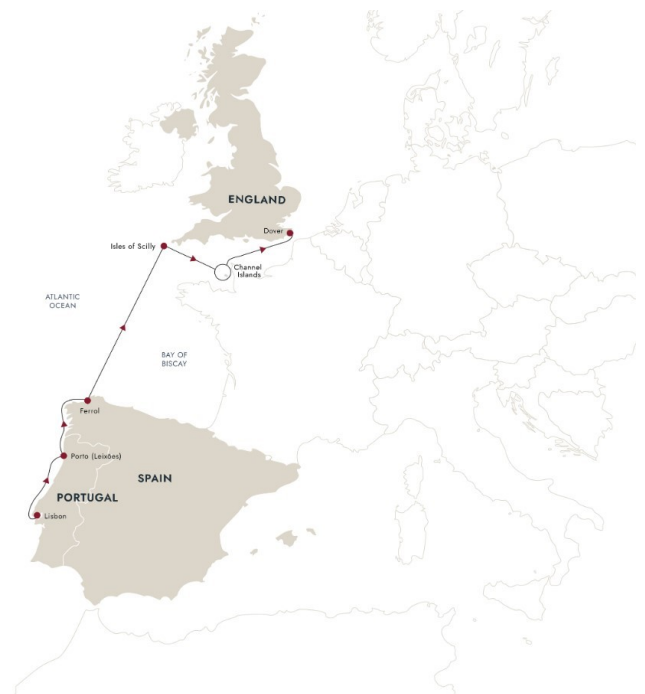 ENGLAND
Dover
Isles of Scilly
Channel
Islands
ATLANTIC
OCEAN
BAY OF
BISCAY
Ferrol
Porto (Leixões)
SPAIN
PORTUGAL
Lisbon